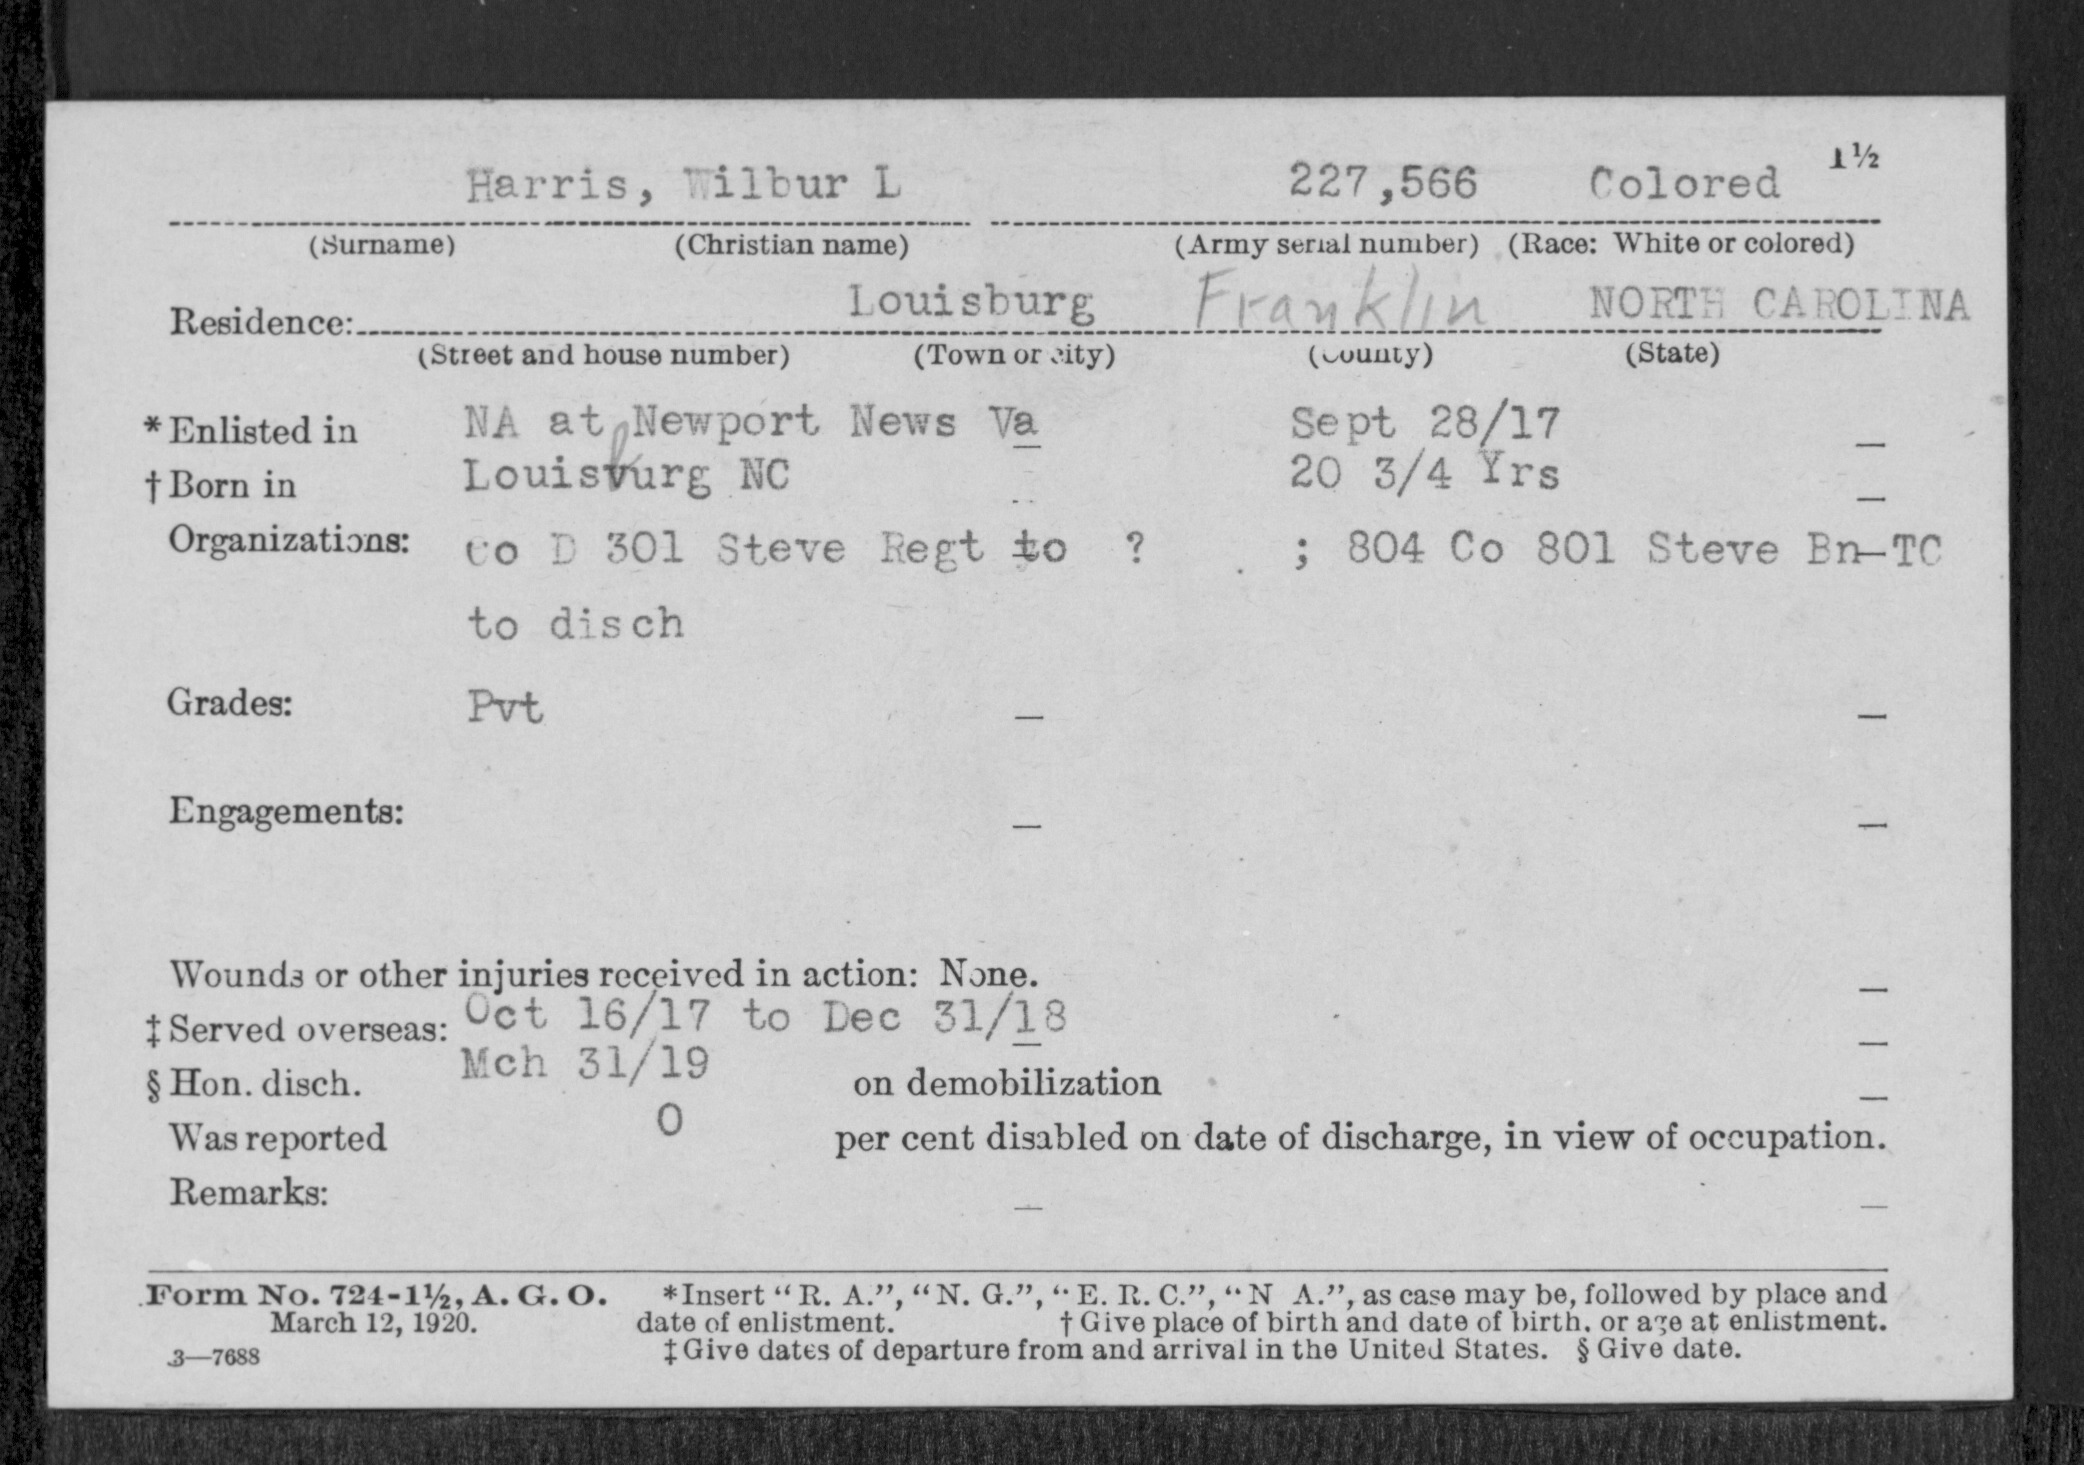 1½
Harris, Wilbur L 227,566 Colored
(Surname) (Christian name) (Army serial number) (Race: White or colored)
Residence: Louisburg Franklin NORTH CAROLINA
(Street and house number) (Town or city) (County) (State)
*Enlisted in NA at Newport News Va Sept 28/17 –
†Born in Louisburg NC 20 3/4 Yrs –
Organizations: Co D 301 Steve Regt to ? ; 804 Co 801 Steve Bn—TC
to disch
Grades: Pvt – –
Engagements: – –
Wounds or other injuries received in action: None. –
‡Served overseas: Oct 16/17 to Dec 31/18 –
§Hon. disch. Mch 31/19 on demobilization –
Was reported 0 per cent disabled on date of discharge, in view of occupation.
Remarks: – –
Form No. 724-1½, A. G. O. *Insert "R. A.", "N. G.", "E. R. C.", "N A.", as case may be, followed by place and
March 12, 1920. date of enlistment. †Give place of birth and date of birth, or age at enlistment.
3—7688 ‡Give dates of departure from and arrival in the United States. §Give date.